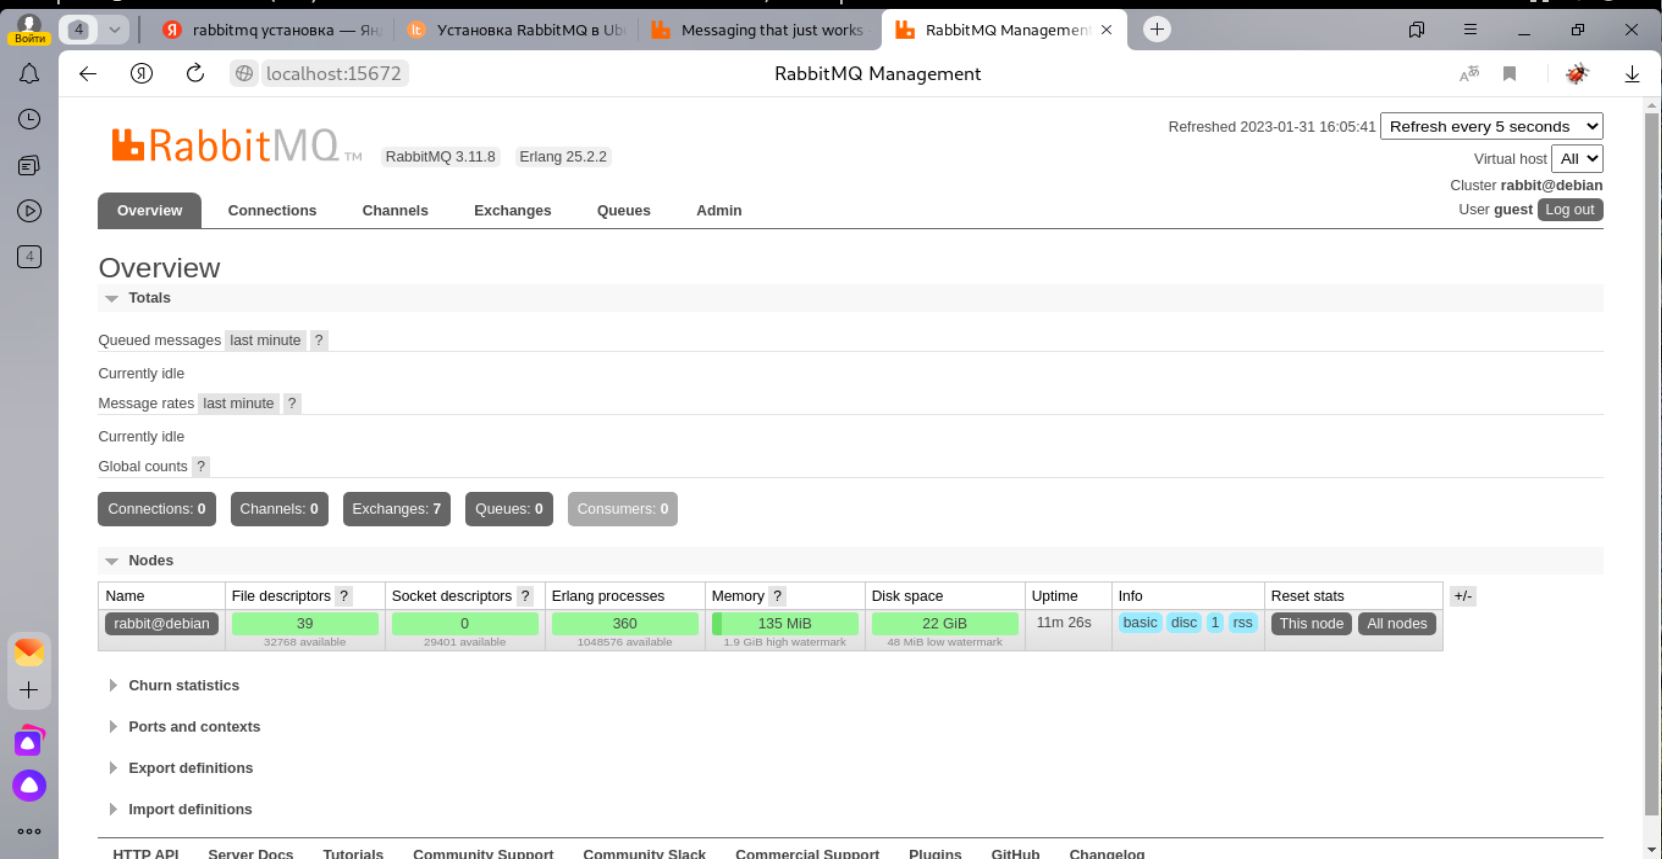 Войти
4
rabbitmq установка — Ян
Установка RabbitMQ в Ubu
Messaging that just works
RabbitMQ Management
localhost:15672
RabbitMQ Management
RabbitMQ TM
RabbitMQ 3.11.8
Erlang 25.2.2
Refreshed 2023-01-31 16:05:41 Refresh every 5 seconds
Virtual host All
Cluster rabbit@debian
User guest Log out
Overview Connections Channels Exchanges Queues Admin
4
Overview
Totals
Queued messages last minute ?
Currently idle
Message rates last minute ?
Currently idle
Global counts ?
Connections: 0 Channels: 0 Exchanges: 7 Queues: 0 Consumers: 0
Nodes
Name File descriptors ? Socket descriptors ? Erlang processes Memory ? Disk space Uptime Info Reset stats +/-
rabbit@debian 39 0 360 135 MiB 22 GiB 11m 26s basic disc 1 rss This node All nodes
32768 available 29401 available 1048576 available 1.9 GiB high watermark 48 MiB low watermark
Churn statistics
Ports and contexts
Export definitions
Import definitions
HTTP API Server Docs Tutorials Community Support Community Slack Commercial Support Plugins GitHub Changelog